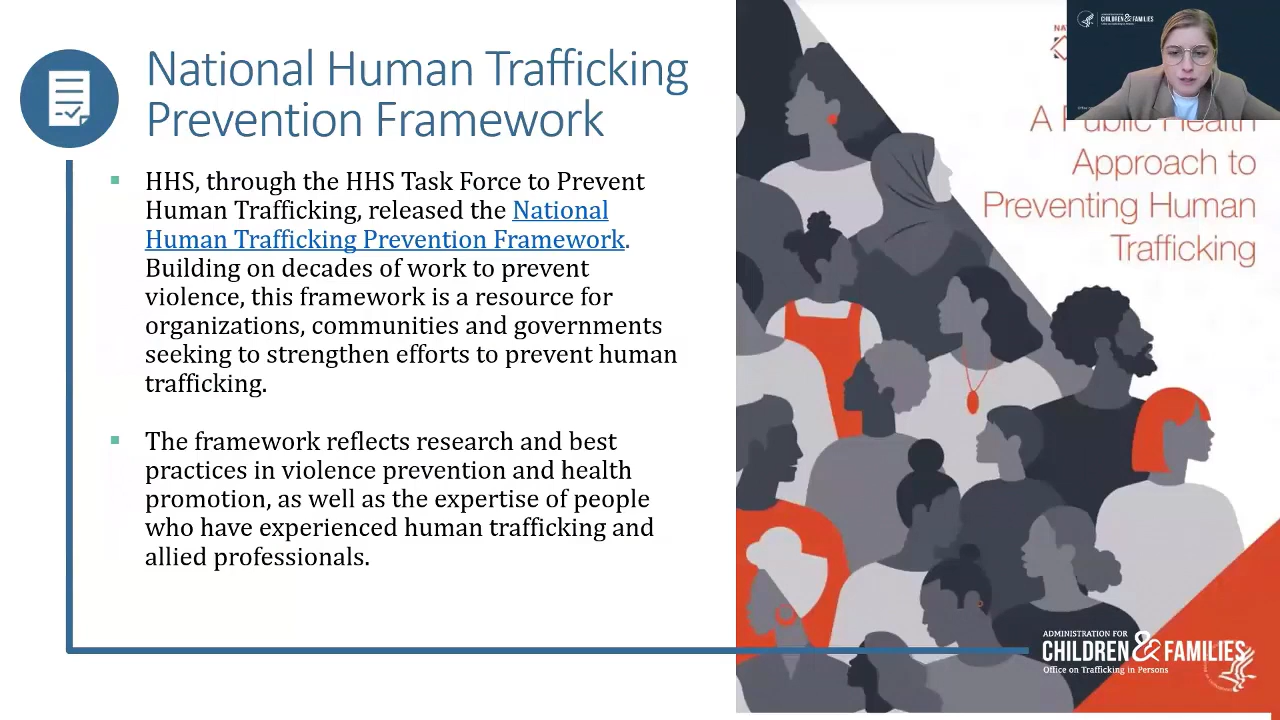 National Human Trafficking
Prevention Framework
HHS, through the HHS Task Force to Prevent
Human Trafficking, released the National
Human Trafficking Prevention Framework.
Building on decades of work to prevent
violence, this framework is a resource for
organizations, communities and governments
seeking to strengthen efforts to prevent human
trafficking.
The framework reflects research and best
practices in violence prevention and health
promotion, as well as the expertise of people
who have experienced human trafficking and
allied professionals.
A Public Health
Approach to
Preventing Human
Trafficking
ADMINISTRATION FOR
CHILDREN & FAMILIES
Office on Trafficking in Persons
CHILDREN & FAMILIES